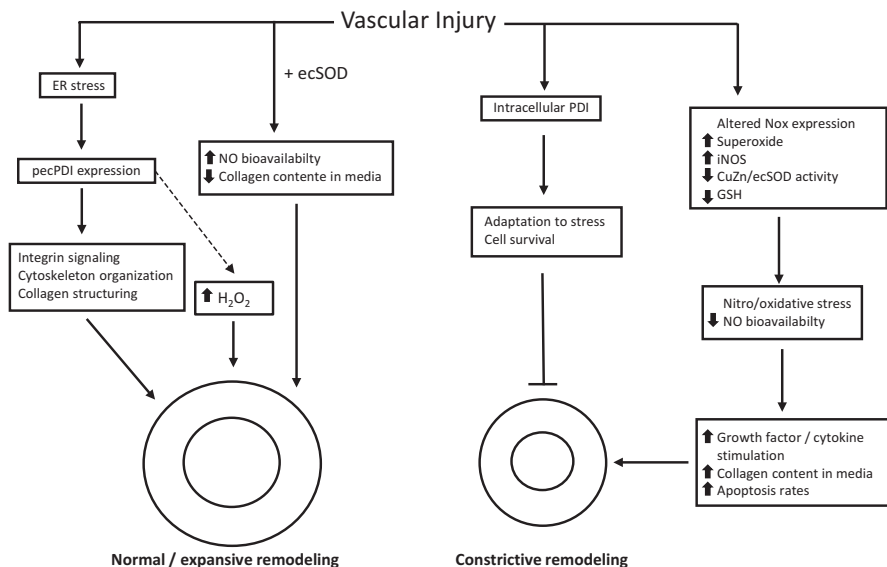 Vascular Injury
ER stress
+ ecSOD
Intracellular PDI
Altered Nox expression
Superoxide
iNOS
CuZn/ecSOD activity
GSH
pecPDI expression
NO bioavailabilty
Collagen contente in media
Adaptation to stress
Cell survival
Integrin signaling
Cytoskeleton organization
Collagen structuring
H₂O₂
Nitro/oxidative stress
NO bioavailabilty
Growth factor / cytokine
stimulation
Collagen content in media
Apoptosis rates
Normal / expansive remodeling
Constrictive remodeling